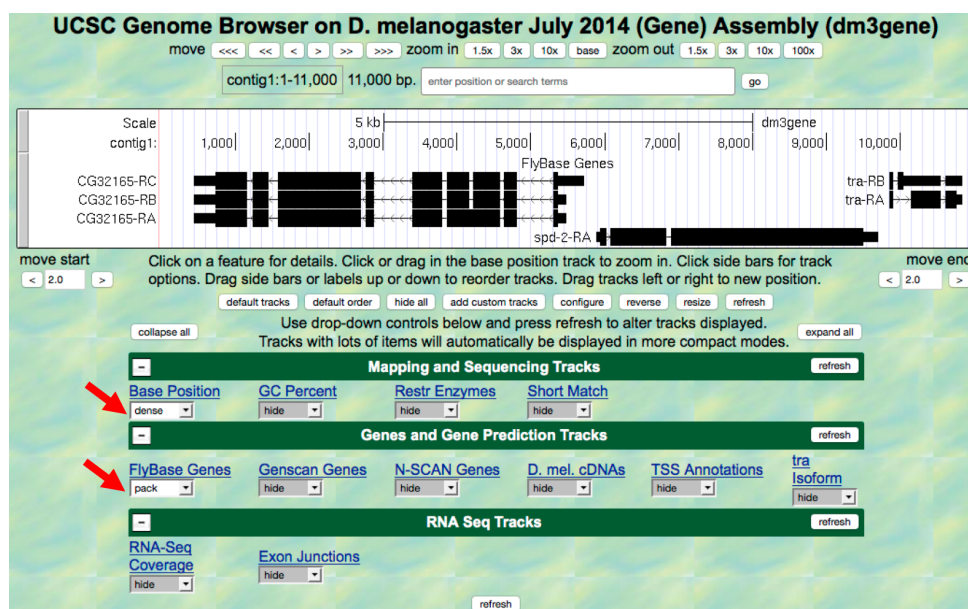 UCSC Genome Browser on D. melanogaster July 2014 (Gene) Assembly (dm3gene)
move <<< << < > >> >>> zoom in 1.5x 3x 10x base zoom out 1.5x 3x 10x 100x
contig1:1-11,000 11,000 bp. enter position or search terms go
Scale 5 kb dm3gene
contig1: 1,000 2,000 3,000 4,000 5,000 6,000 7,000 8,000 9,000 10,000
FlyBase Genes
CG32165-RC tra-RB
CG32165-RB tra-RA
CG32165-RA
spd-2-RA
move start Click on a feature for details. Click or drag in the base position track to zoom in. Click side bars for track move end
< 2.0 > options. Drag side bars or labels up or down to reorder tracks. Drag tracks left or right to new position. < 2.0 >
default tracks default order hide all add custom tracks configure reverse resize refresh
collapse all Use drop-down controls below and press refresh to alter tracks displayed. expand all
Tracks with lots of items will automatically be displayed in more compact modes.
- Mapping and Sequencing Tracks refresh
Base Position GC Percent Restr Enzymes Short Match
dense hide hide hide
- Genes and Gene Prediction Tracks refresh
FlyBase Genes Genscan Genes N-SCAN Genes D. mel. cDNAs TSS Annotations tra Isoform
pack hide hide hide hide hide
- RNA Seq Tracks refresh
RNA-Seq Coverage Exon Junctions
hide hide
refresh